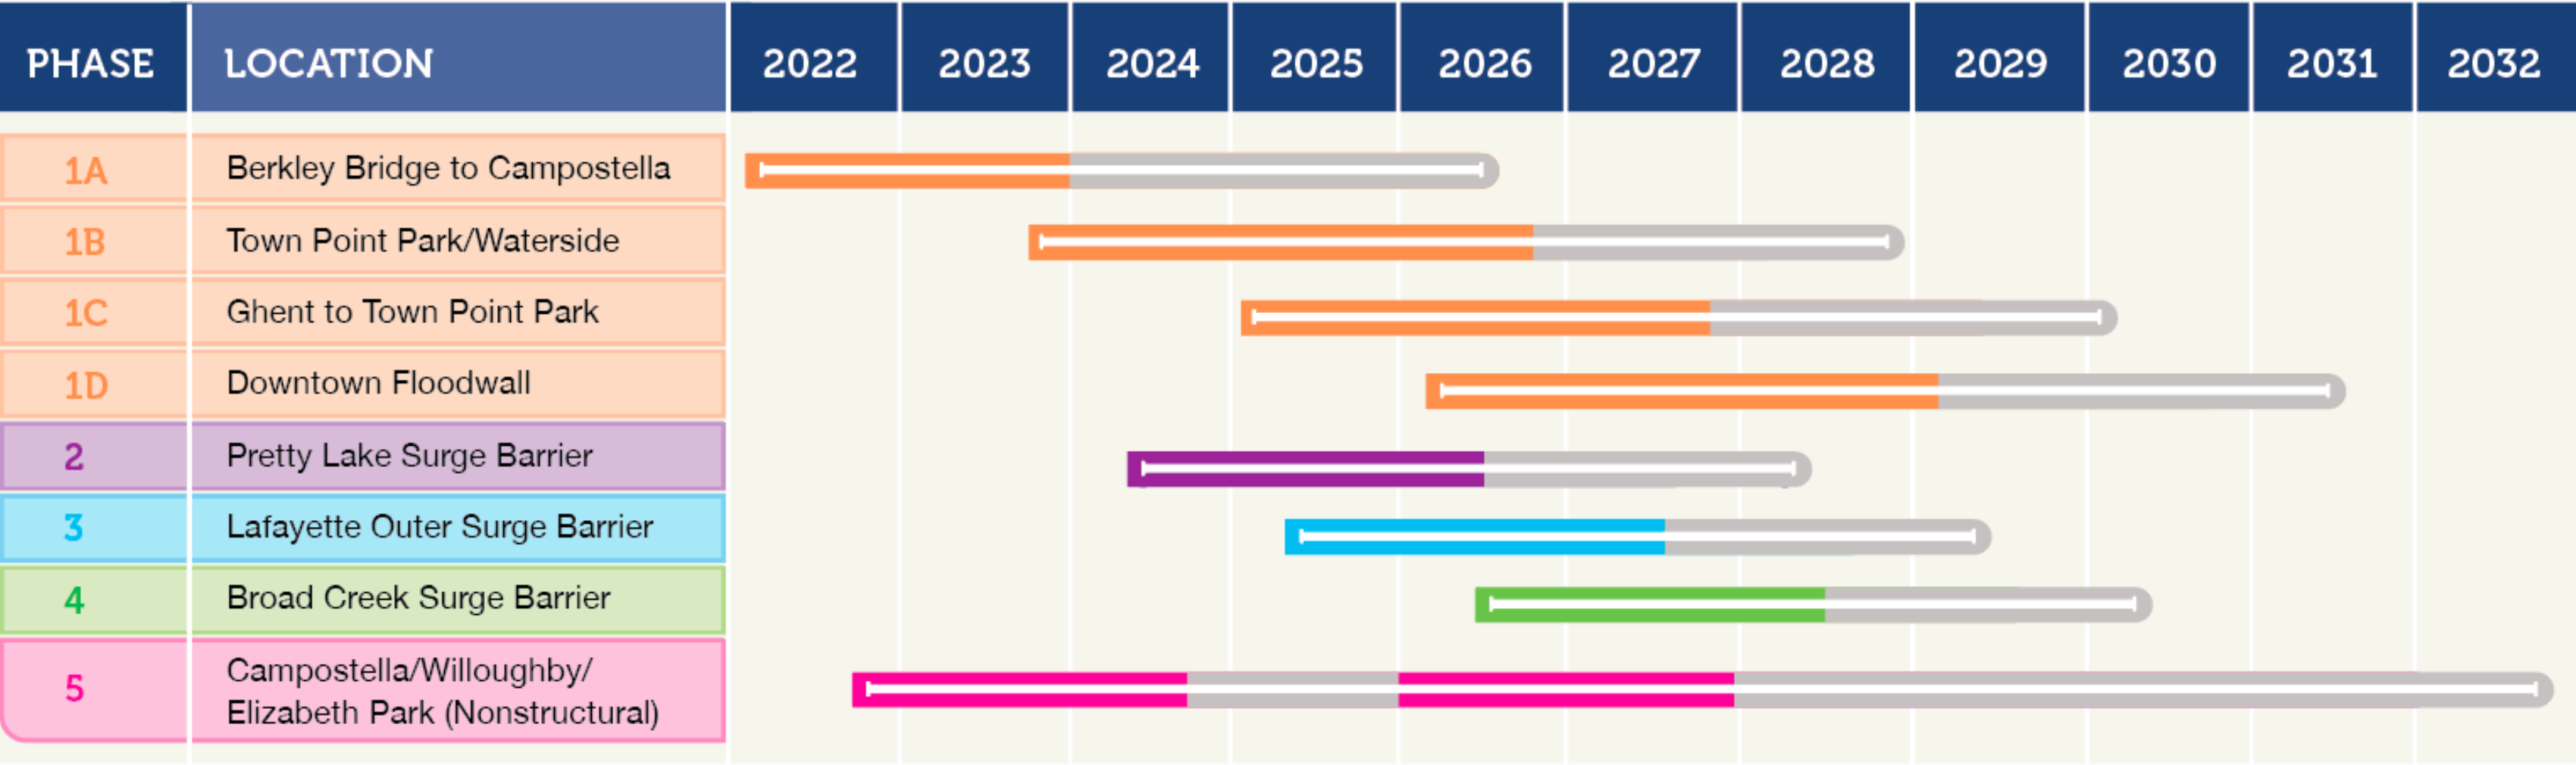 PHASE LOCATION 2022 2023 2024 2025 2026 2027 2028 2029 2030 2031 2032
1A Berkley Bridge to Campostella
1B Town Point Park/Waterside
1C Ghent to Town Point Park
1D Downtown Floodwall
2 Pretty Lake Surge Barrier
3 Lafayette Outer Surge Barrier
4 Broad Creek Surge Barrier
5 Campostella/Willoughby/
Elizabeth Park (Nonstructural)